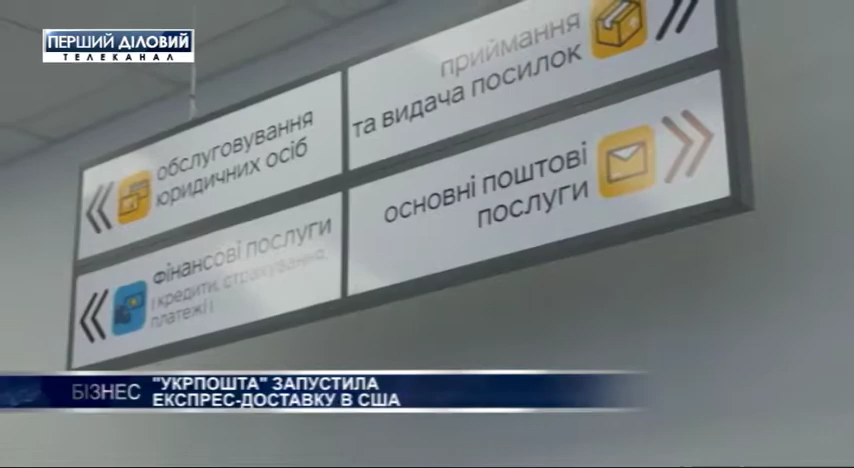 ПЕРШИЙ ДІЛОВИЙ
ТЕЛЕКАНАЛ
обслуговування
юридичних осіб
приймання
та видача посилок
фінансові послуги
(кредити, страхування,
платежі)
основні поштові
послуги
БІЗНЕС
"УКРПОШТА" ЗАПУСТИЛА
ЕКСПРЕС-ДОСТАВКУ В США